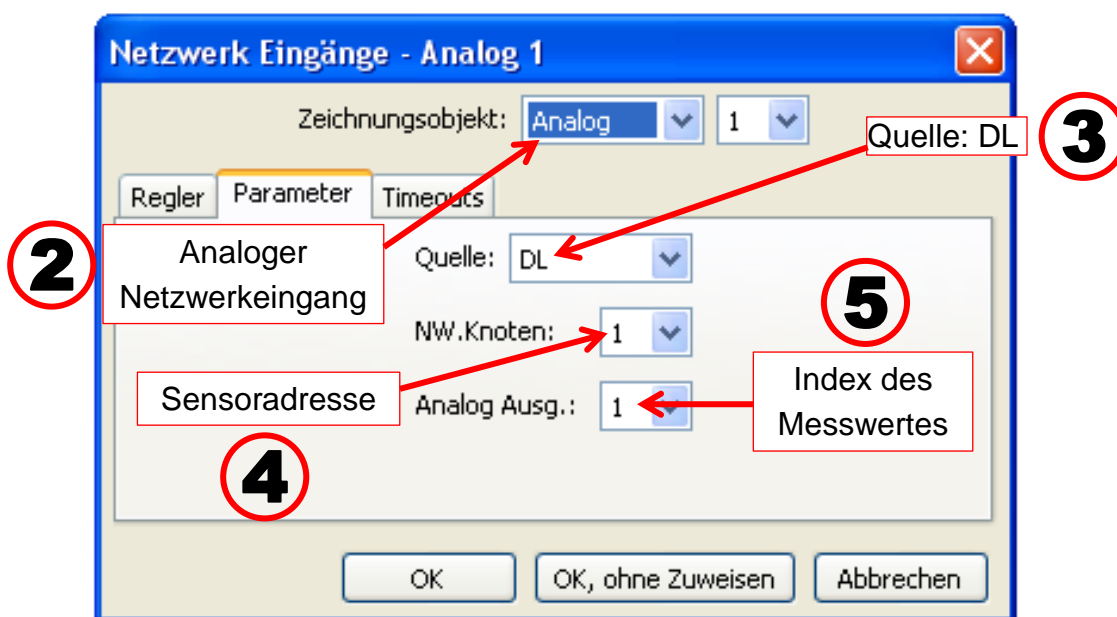 Netzwerk Eingänge - Analog 1
Zeichnungsobjekt: Analog 1
Quelle: DL
3
Regler Parameter Timeouts
2
Analoger
Netzwerkeingang
Quelle: DL
5
NW.Knoten: 1
Sensoradresse
Analog Ausg.: 1
Index des
Messwertes
4
OK OK, ohne Zuweisen Abbrechen